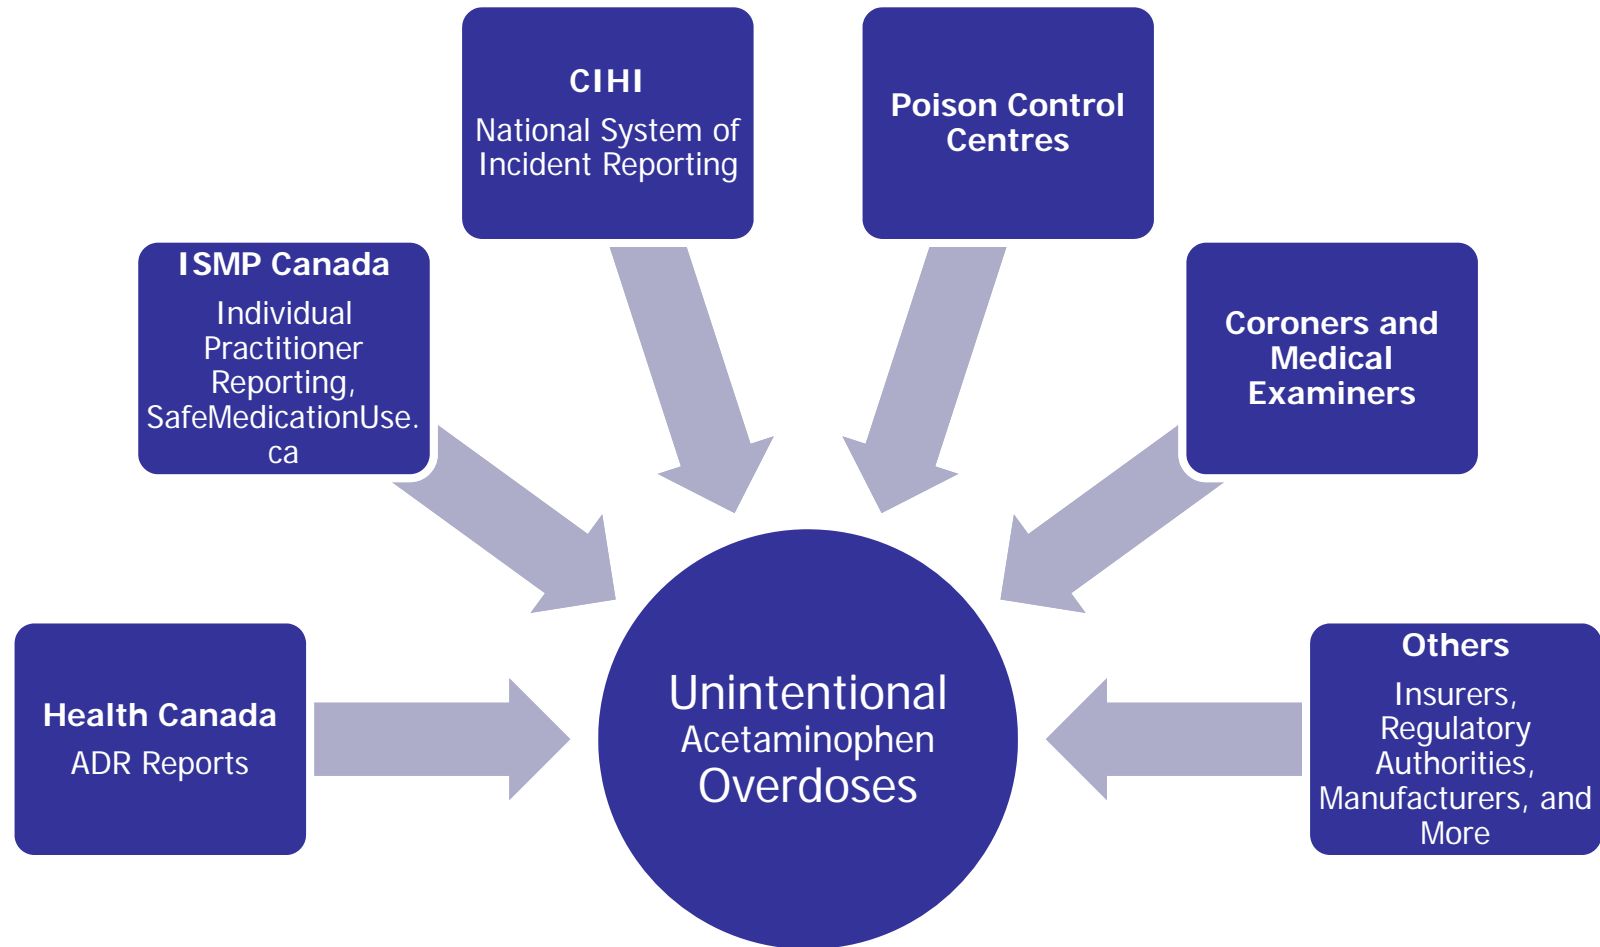 CIHI
National System of
Incident Reporting
Poison Control
Centres
ISMP Canada
Individual
Practitioner
Reporting,
SafeMedicationUse.
ca
Coroners and
Medical
Examiners
Health Canada
ADR Reports
Unintentional
Acetaminophen
Overdoses
Others
Insurers,
Regulatory
Authorities,
Manufacturers, and
More